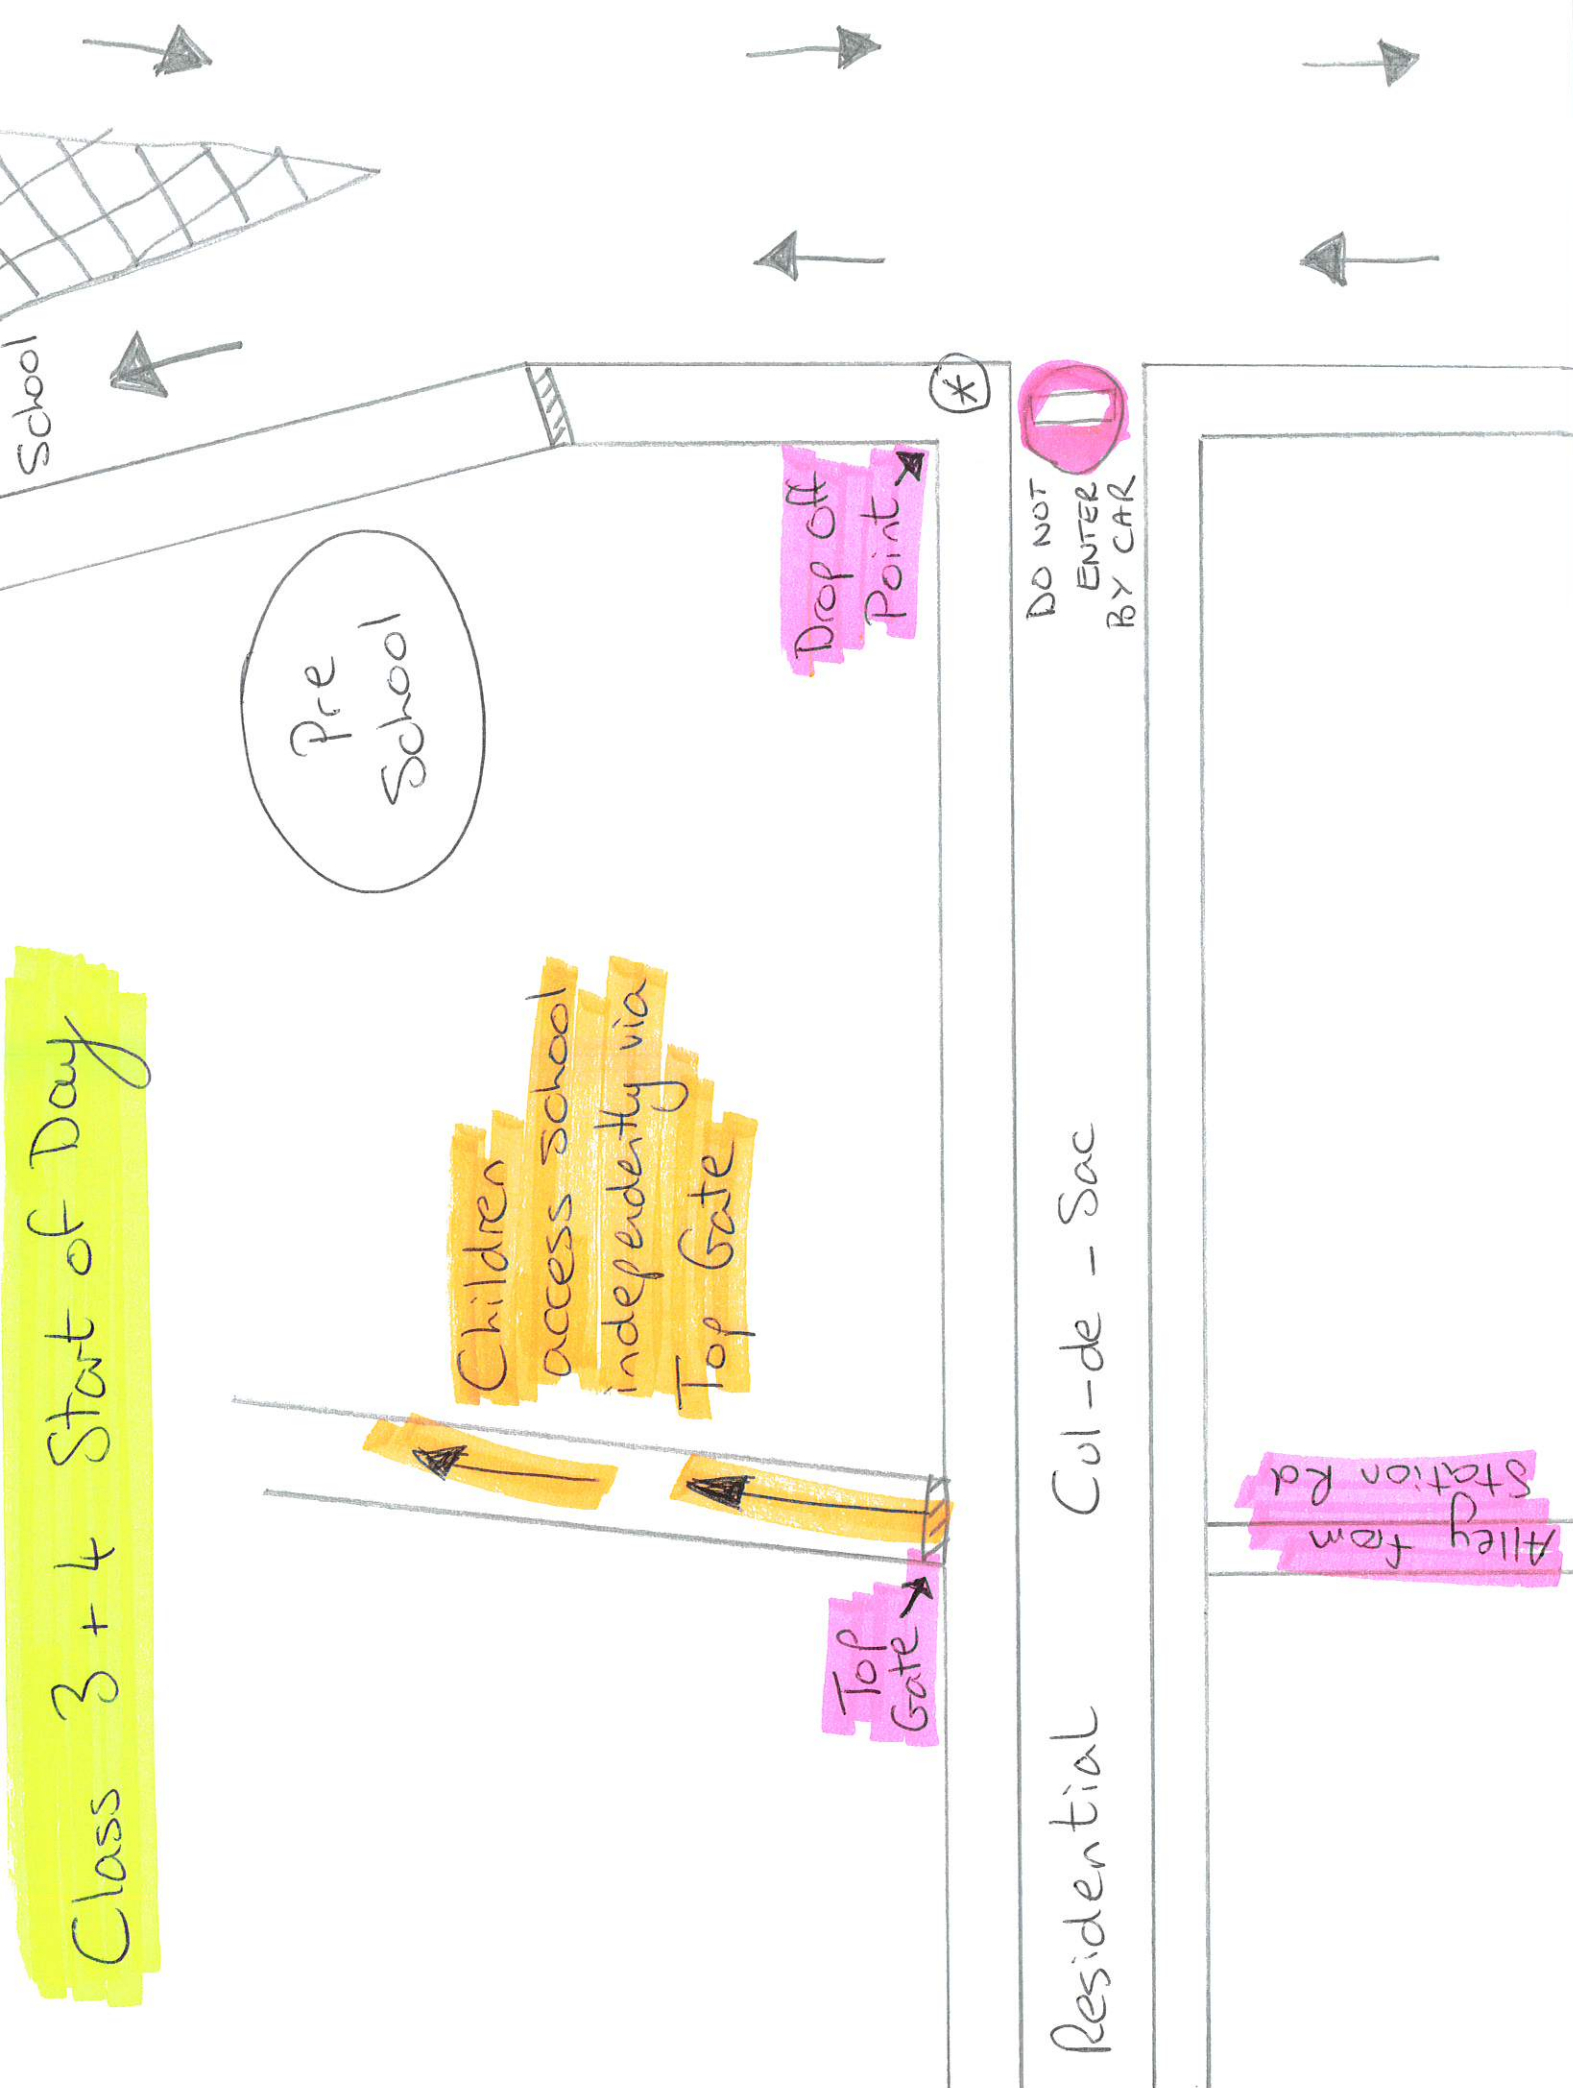 Class 3 + 4 Start of Day
School
Pre
School
Children
access school
independently via
Top Gate
Drop off
Point
Top
Gate
DO NOT
ENTER
BY CAR
Residential Cul-de-Sac
Alley from
Station Rd